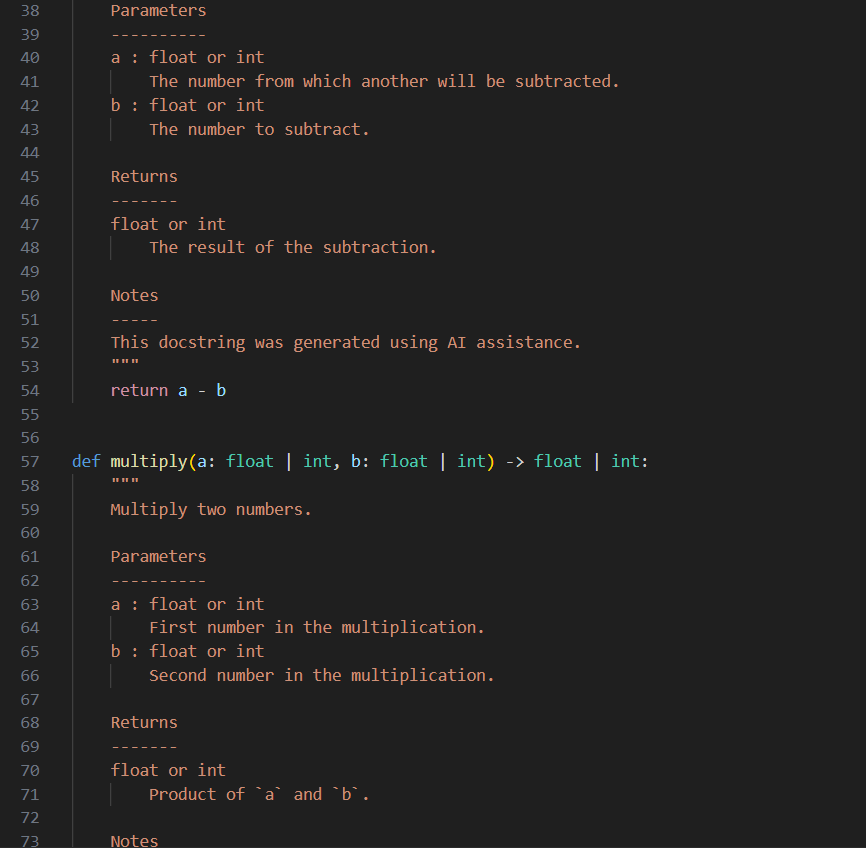 38 Parameters
39 ----------
40 a : float or int
41 The number from which another will be subtracted.
42 b : float or int
43 The number to subtract.
44
45 Returns
46 -------
47 float or int
48 The result of the subtraction.
49
50 Notes
51 -----
52 This docstring was generated using AI assistance.
53 """
54 return a - b
55
56
57 def multiply(a: float | int, b: float | int) -> float | int:
58 """
59 Multiply two numbers.
60
61 Parameters
62 ----------
63 a : float or int
64 First number in the multiplication.
65 b : float or int
66 Second number in the multiplication.
67
68 Returns
69 -------
70 float or int
71 Product of `a` and `b`.
72
73 Notes